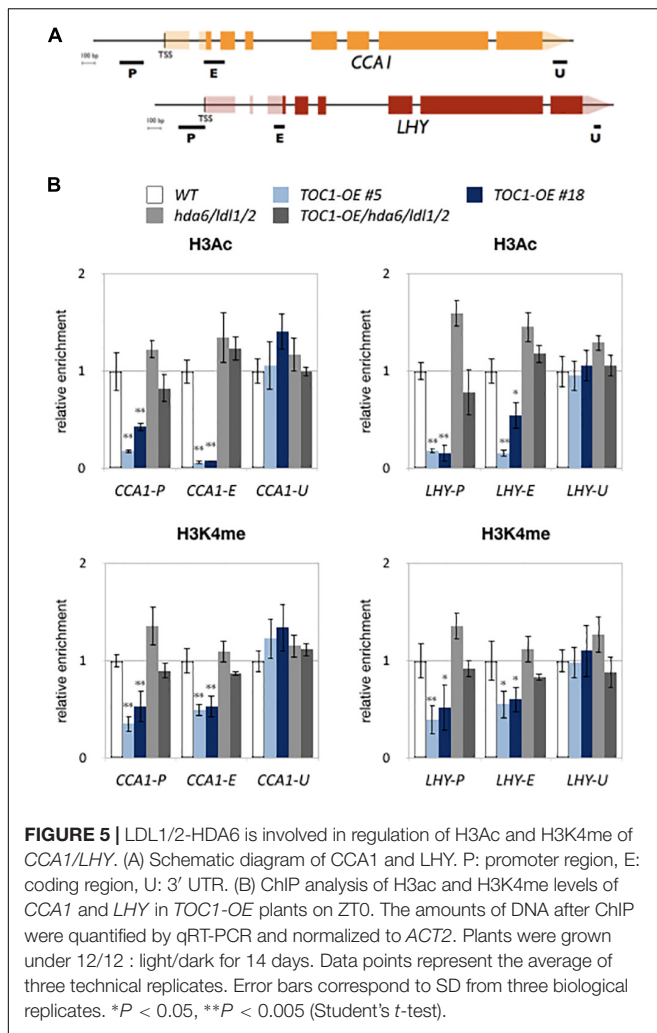 A
TSS
100 bp
P
E
CCA1
U
TSS
100 bp
P
E
LHY
U
B
WT
TOC1-OE #5
TOC1-OE #18
hda6/ldl1/2
TOC1-OE/hda6/ldl1/2
H3Ac
relative enrichment
2
1
0
** ** ** **
CCA1-P
CCA1-E
CCA1-U
H3Ac
relative enrichment
2
1
0
** ** ** *
LHY-P
LHY-E
LHY-U
H3K4me
relative enrichment
2
1
0
** ** ** **
CCA1-P
CCA1-E
CCA1-U
H3K4me
relative enrichment
2
1
0
** * * *
LHY-P
LHY-E
LHY-U
FIGURE 5 | LDL1/2-HDA6 is involved in regulation of H3Ac and H3K4me of
CCA1/LHY. (A) Schematic diagram of CCA1 and LHY. P: promoter region, E:
coding region, U: 3′ UTR. (B) ChIP analysis of H3ac and H3K4me levels of
CCA1 and LHY in TOC1-OE plants on ZT0. The amounts of DNA after ChIP
were quantified by qRT-PCR and normalized to ACT2. Plants were grown
under 12/12 : light/dark for 14 days. Data points represent the average of
three technical replicates. Error bars correspond to SD from three biological
replicates. *P < 0.05, **P < 0.005 (Student's t-test).